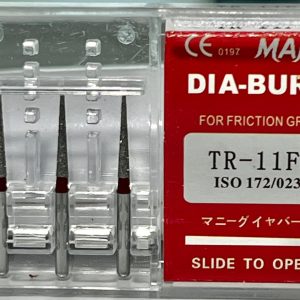 CE 0197 MA
DIA-BUR
FOR FRICTION
TR-11F
ISO 172/023
マニーダイヤバー
SLIDE TO OPE